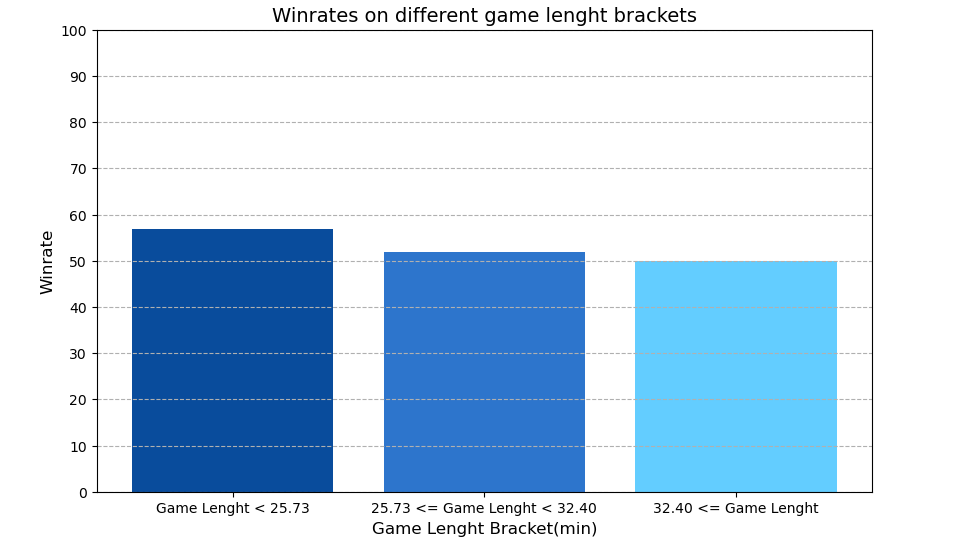 Winrates on different game lenght brackets
100
90
80
70
60
50
40
30
20
10
0
Winrate
Game Lenght < 25.73
25.73 <= Game Lenght < 32.40
32.40 <= Game Lenght
Game Lenght Bracket(min)